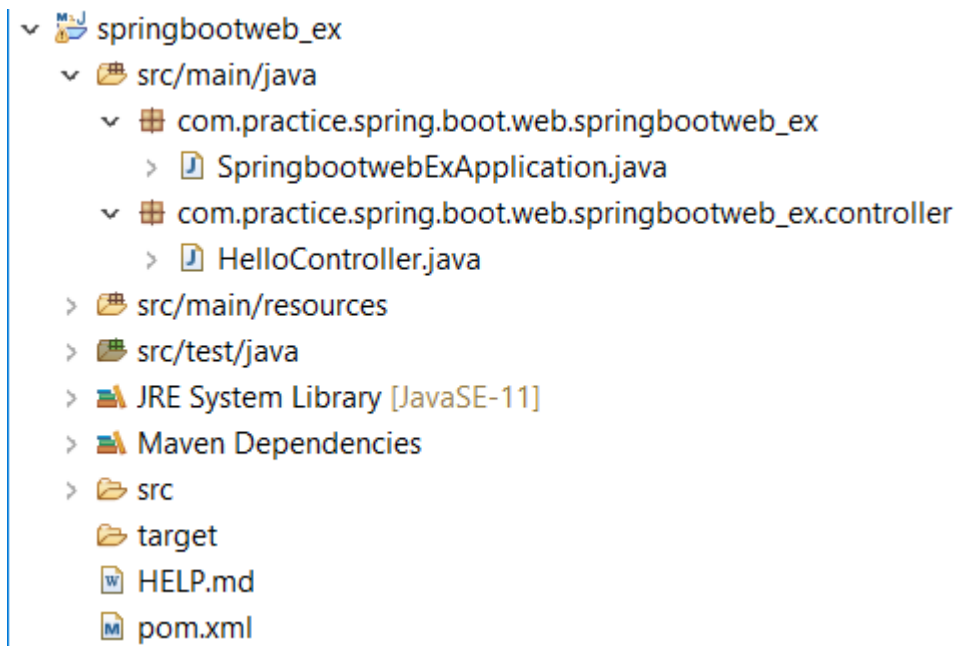 springbootweb_ex
src/main/java
com.practice.spring.boot.web.springbootweb_ex
SpringbootwebExApplication.java
com.practice.spring.boot.web.springbootweb_ex.controller
HelloController.java
src/main/resources
src/test/java
JRE System Library [JavaSE-11]
Maven Dependencies
src
target
HELP.md
pom.xml